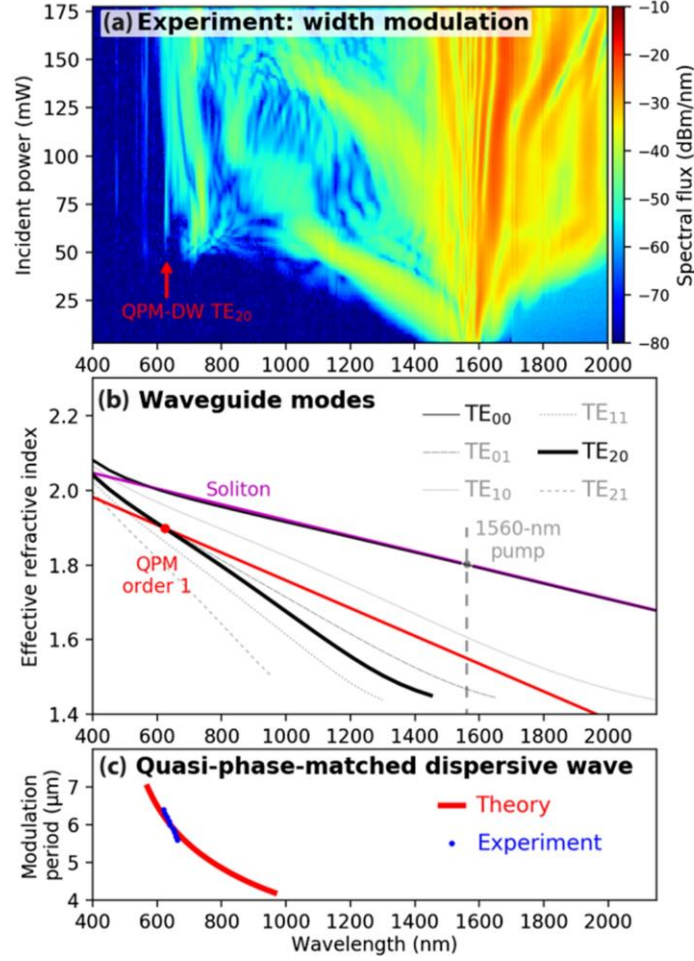 (a) Experiment: width modulation
175
150
125
100
75
50
25
Incident power (mW)
QPM-DW TE₂₀
400 600 800 1000 1200 1400 1600 1800 2000
−10
−20
−30
−40
−50
−60
−70
−80
Spectral flux (dBm/nm)
(b) Waveguide modes
2.2
2.0
1.8
1.6
1.4
Effective refractive index
TE₀₀ TE₁₁
TE₀₁ TE₂₀
TE₁₀ TE₂₁
Soliton
1560-nm
pump
QPM
order 1
400 600 800 1000 1200 1400 1600 1800 2000
(c) Quasi-phase-matched dispersive wave
7
6
5
4
Modulation
period (μm)
Theory
Experiment
400 600 800 1000 1200 1400 1600 1800 2000
Wavelength (nm)